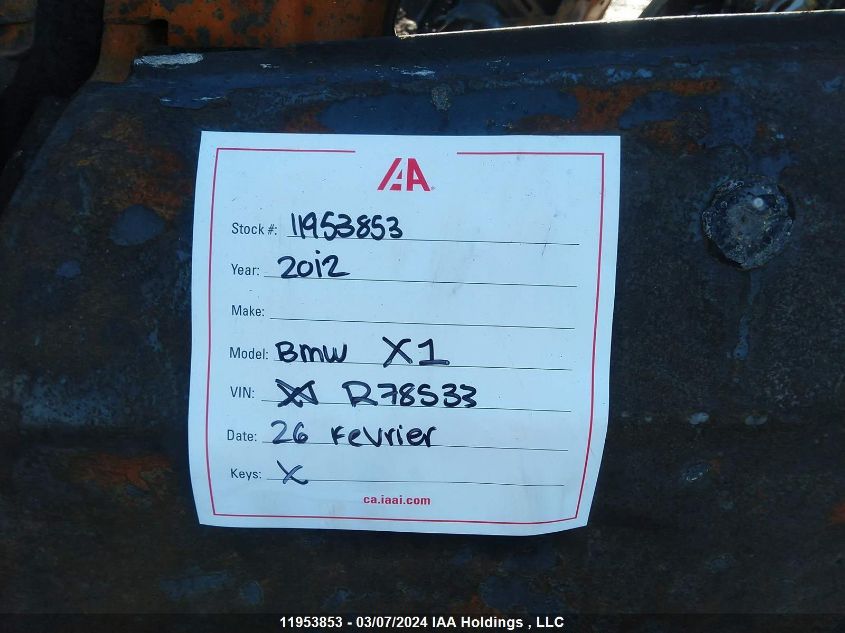 IAA
Stock #: 11953853
Year: 2012
Make:
Model: BMW X1
VIN: R78533
Date: 26 Fevrier
Keys: X
ca.iaai.com
11953853 - 03/07/2024 IAA Holdings , LLC